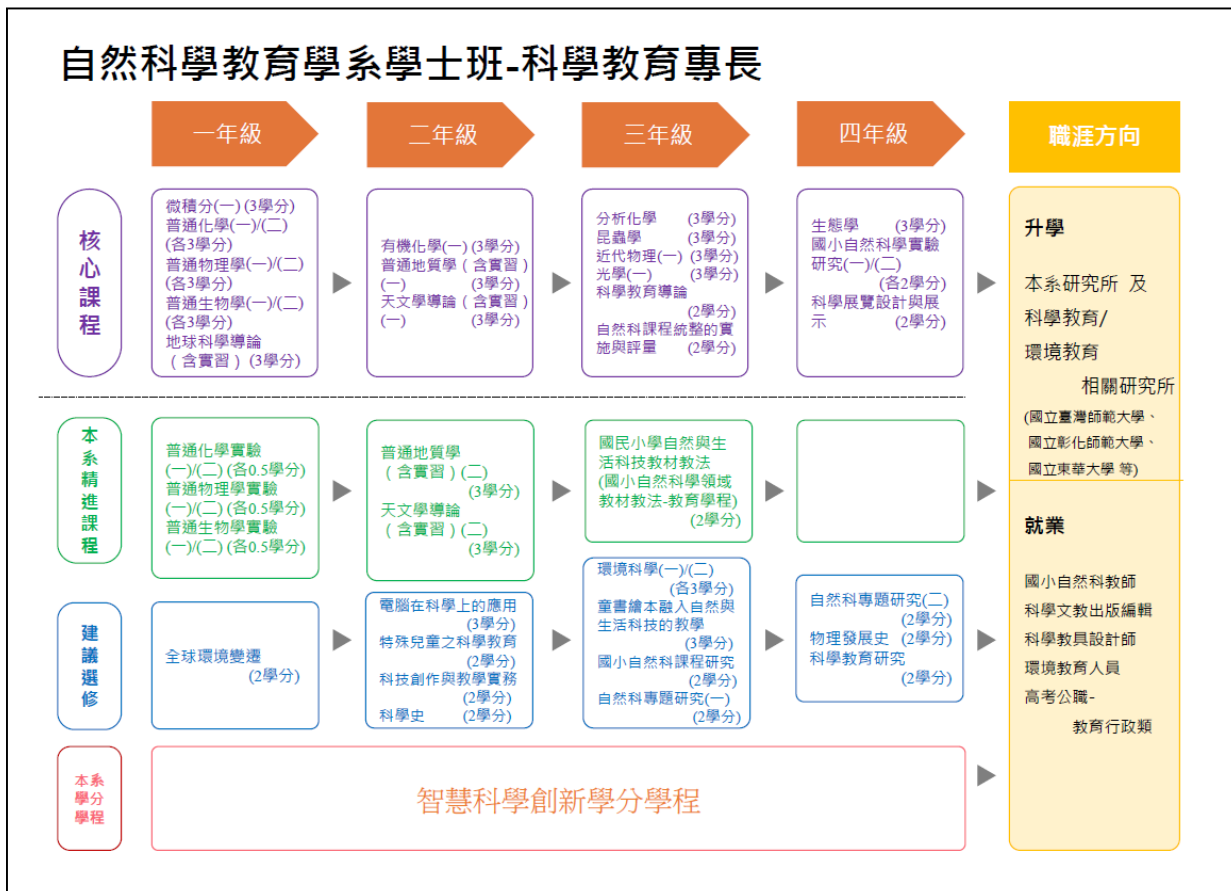 自然科學教育學系學士班-科學教育專長
一年級
二年級
三年級
四年級
職涯方向
核心課程
微積分(一) (3學分)
普通化學(一)/(二)
(各3學分)
普通物理學(一)/(二)
(各3學分)
普通生物學(一)/(二)
(各3學分)
地球科學導論
（含實習）(3學分)
有機化學(一) (3學分)
普通地質學（含實習）
(一) (3學分)
天文學導論（含實習）
(一) (3學分)
分析化學 (3學分)
昆蟲學 (3學分)
近代物理(一) (3學分)
光學(一) (3學分)
科學教育導論
(2學分)
自然科課程統整的實
施與評量 (2學分)
生態學 (3學分)
國小自然科學實驗
研究(一)/(二)
(各2學分)
科學展覽設計與展
示 (2學分)
本系精進課程
普通化學實驗
(一)/(二) (各0.5學分)
普通物理學實驗
(一)/(二) (各0.5學分)
普通生物學實驗
(一)/(二) (各0.5學分)
普通地質學
（含實習）(二)
(3學分)
天文學導論
（含實習）(二)
(3學分)
國民小學自然與生
活科技教材教法
(國小自然科學領域
教材教法-教育學程)
(2學分)
建議選修
全球環境變遷
(2學分)
電腦在科學上的應用
(3學分)
特殊兒童之科學教育
(2學分)
科技創作與教學實務
(2學分)
科學史 (2學分)
環境科學(一)/(二)
(各3學分)
童書繪本融入自然與
生活科技的教學
(3學分)
國小自然科課程研究
(2學分)
自然科專題研究(一)
(2學分)
自然科專題研究(二)
(2學分)
物理發展史 (2學分)
科學教育研究
(2學分)
本系
學分
學程
智慧科學創新學分學程
升學
本系研究所 及
科學教育/
環境教育
相關研究所
(國立臺灣師範大學、
國立彰化師範大學、
國立東華大學 等)
就業
國小自然科教師
科學文教出版編輯
科學教具設計師
環境教育人員
高考公職-
教育行政類